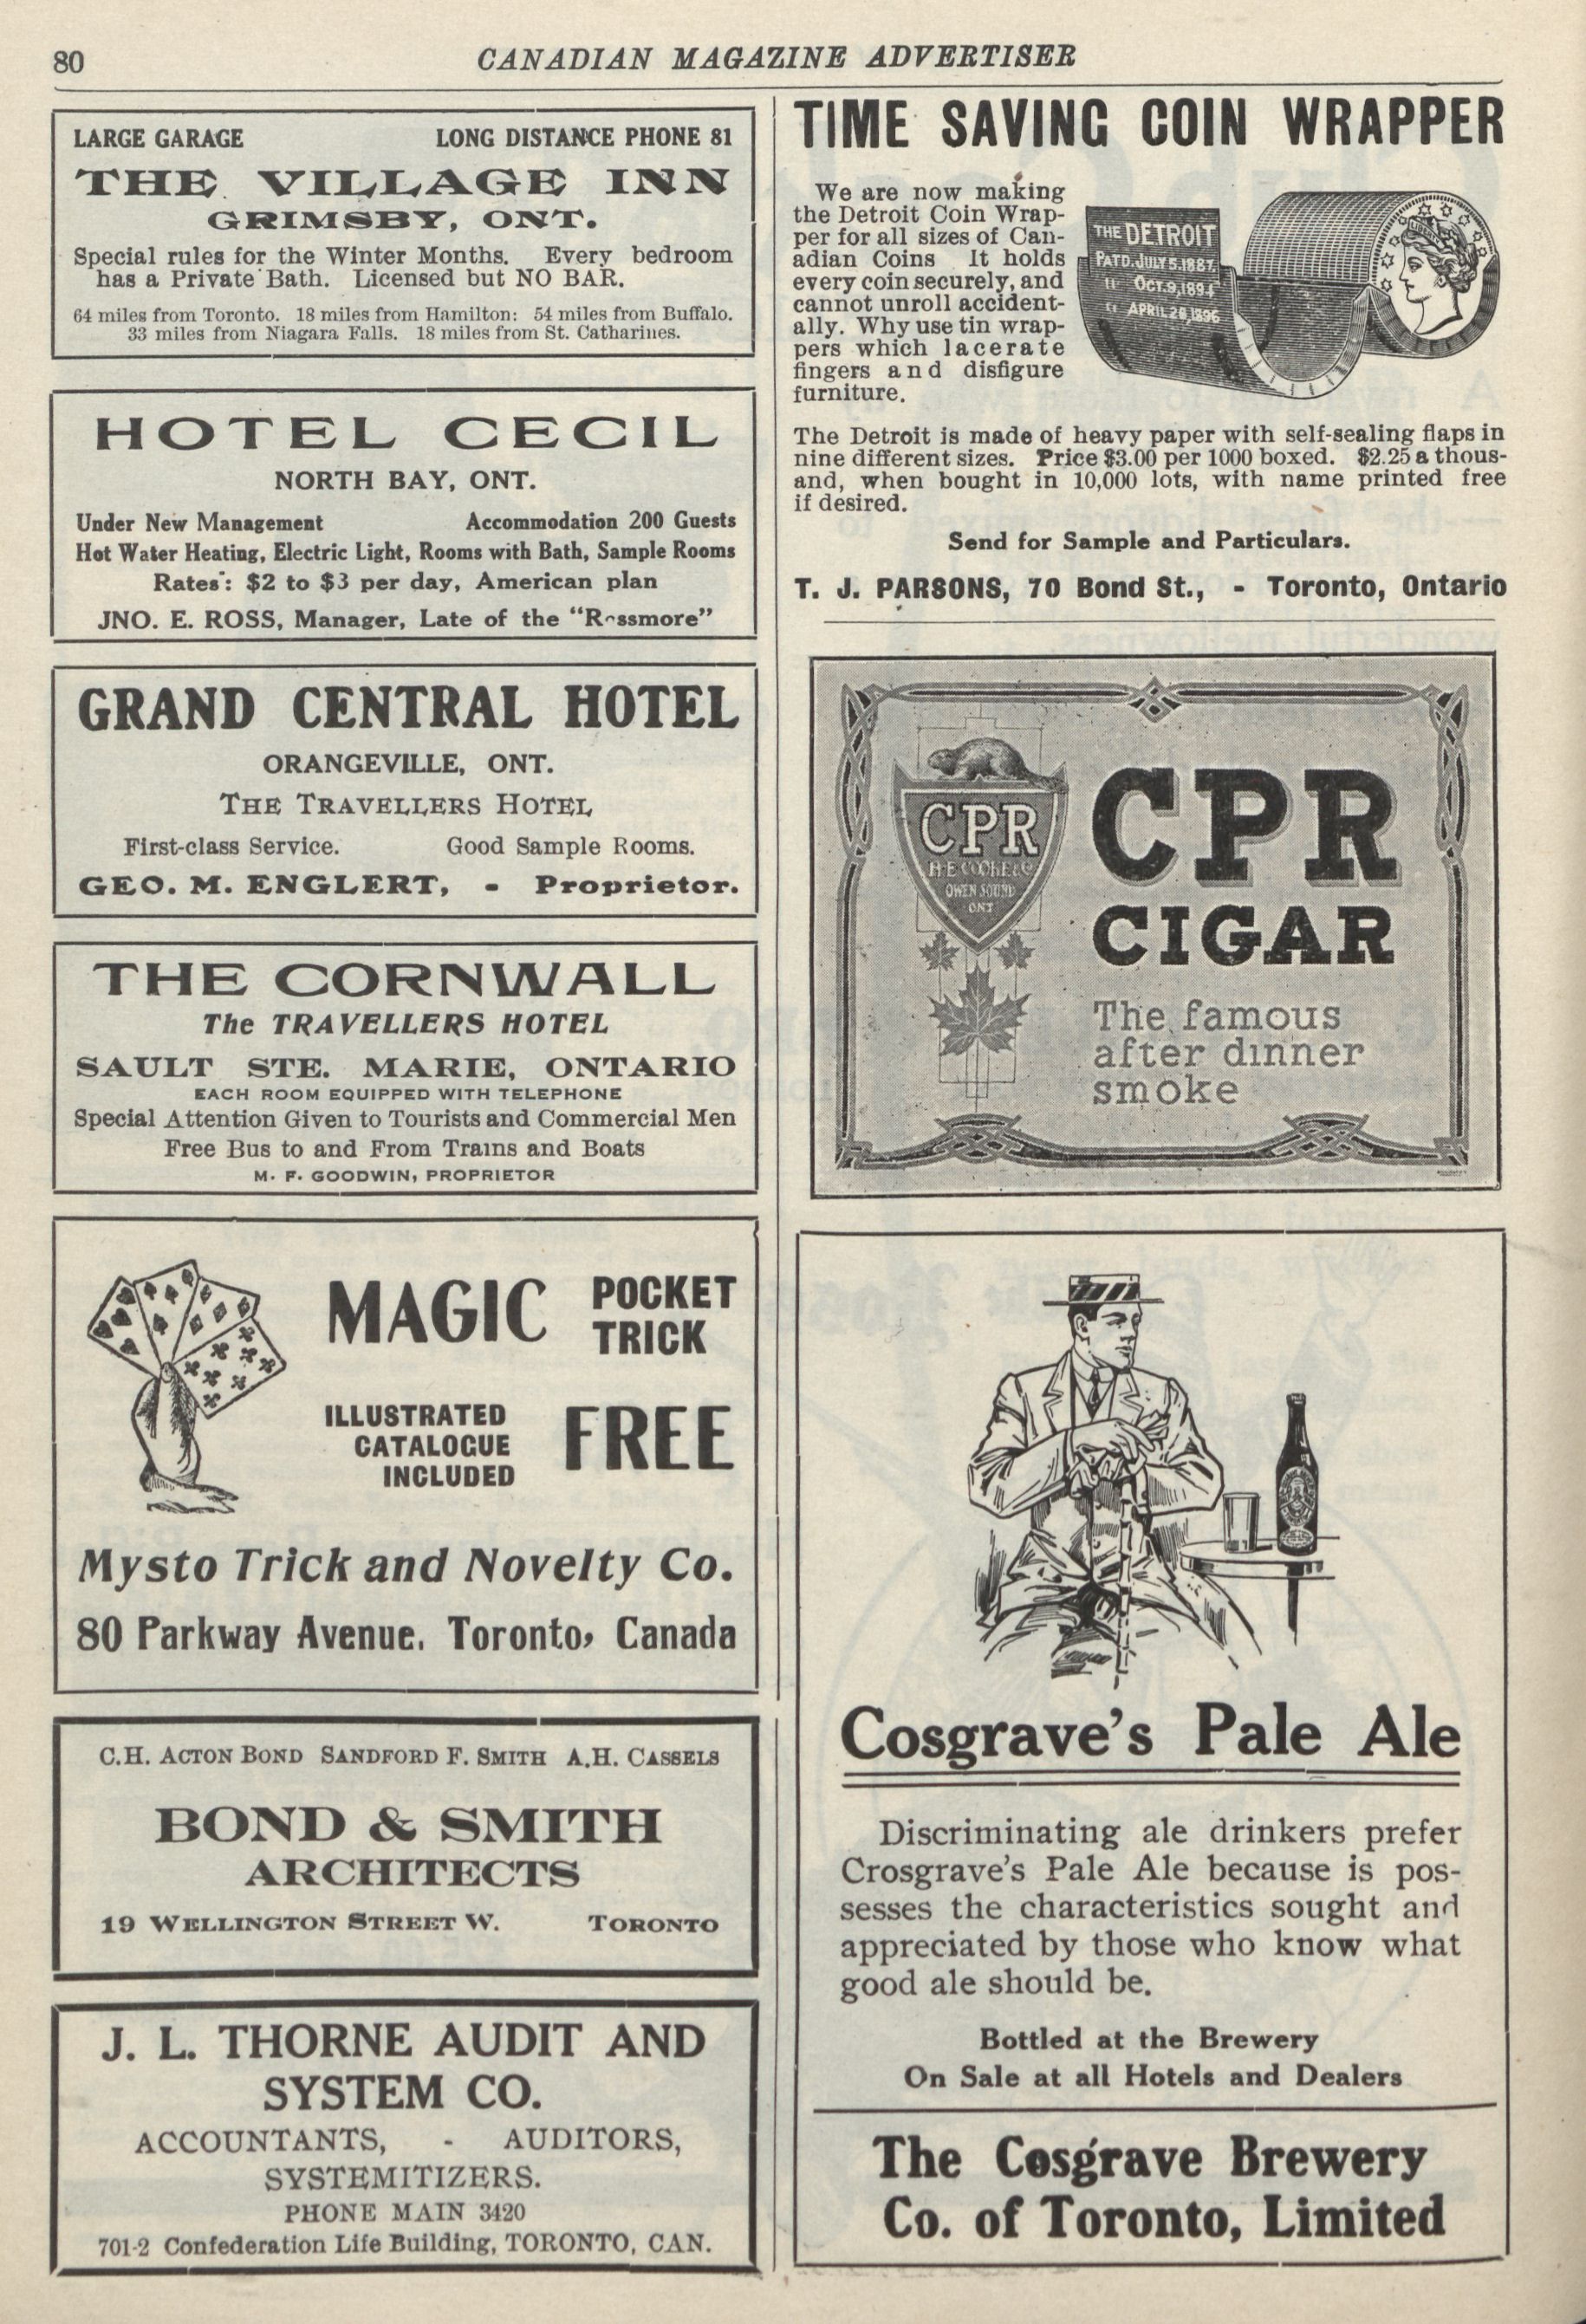 80
CANADIAN MAGAZINE ADVERTISER
LARGE GARAGE LONG DISTANCE PHONE 81
THE VILLAGE INN
GRIMSBY, ONT.
Special rules for the Winter Months. Every bedroom
has a Private Bath. Licensed but NO BAR.
64 miles from Toronto. 18 miles from Hamilton: 54 miles from Buffalo.
33 miles from Niagara Falls. 18 miles from St. Catharines.
HOTEL CECIL
NORTH BAY, ONT.
Under New Management Accommodation 200 Guests
Hot Water Heating, Electric Light, Rooms with Bath, Sample Rooms
Rates: $2 to $3 per day, American plan
JNO. E. ROSS, Manager, Late of the "Rossmore"
GRAND CENTRAL HOTEL
ORANGEVILLE, ONT.
THE TRAVELLERS HOTEL
First-class Service. Good Sample Rooms.
GEO. M. ENGLERT, - Proprietor.
THE CORNWALL
The TRAVELLERS HOTEL
SAULT STE. MARIE, ONTARIO
EACH ROOM EQUIPPED WITH TELEPHONE
Special Attention Given to Tourists and Commercial Men
Free Bus to and From Trains and Boats
M. F. GOODWIN, PROPRIETOR
MAGIC POCKET
TRICK
ILLUSTRATED
CATALOGUE
INCLUDED
FREE
Mysto Trick and Novelty Co.
80 Parkway Avenue, Toronto, Canada
C.H. ACTON BOND SANDFORD F. SMITH A.H. CASSELS
BOND & SMITH
ARCHITECTS
19 WELLINGTON STREET W. TORONTO
J. L. THORNE AUDIT AND
SYSTEM CO.
ACCOUNTANTS, - AUDITORS,
SYSTEMITIZERS.
PHONE MAIN 3420
701-2 Confederation Life Building, TORONTO, CAN.
TIME SAVING COIN WRAPPER
We are now making
the Detroit Coin Wrap-
per for all sizes of Can-
adian Coins It holds
every coin securely, and
cannot unroll accident-
ally. Why use tin wrap-
pers which lacerate
fingers and disfigure
furniture.
THE DETROIT
PAT'D. JULY 5.1887.
" OCT.9,1894
" APRIL 28,1896
LIBERTY
The Detroit is made of heavy paper with self-sealing flaps in
nine different sizes. Price $3.00 per 1000 boxed. $2.25 a thous-
and, when bought in 10,000 lots, with name printed free
if desired.
Send for Sample and Particulars.
T. J. PARSONS, 70 Bond St., - Toronto, Ontario
CPR
OWEN SOUND
ONT
CPR
CIGAR
The famous
after dinner
smoke
Cosgrave's Pale Ale
Discriminating ale drinkers prefer
Crosgrave's Pale Ale because is pos-
sesses the characteristics sought and
appreciated by those who know what
good ale should be.
Bottled at the Brewery
On Sale at all Hotels and Dealers
The Cosgrave Brewery
Co. of Toronto, Limited